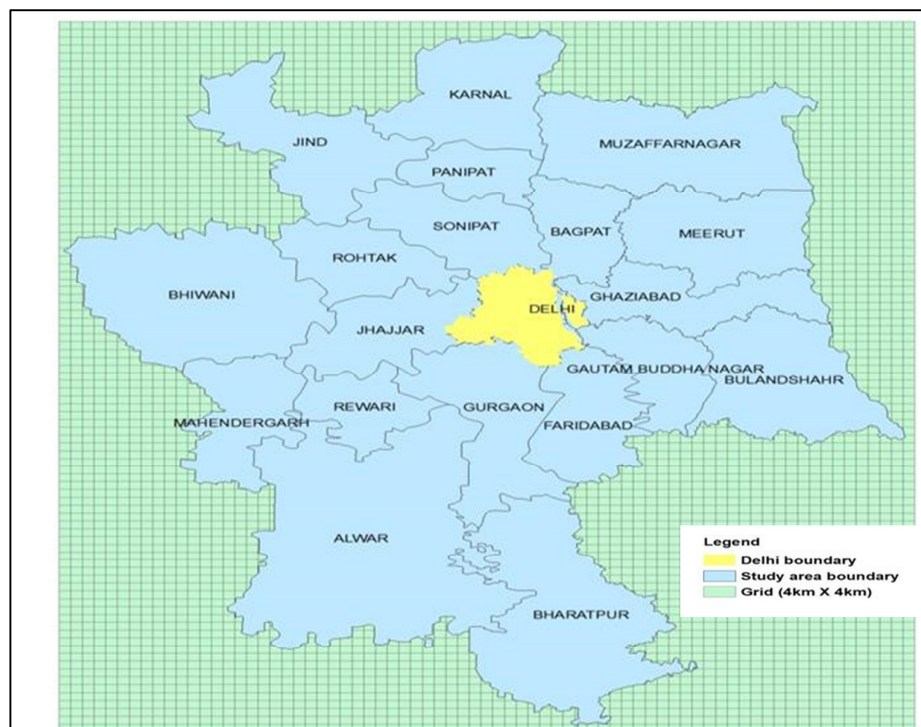 KARNAL
MUZAFFARNAGAR
JIND
PANIPAT
SONIPAT
BAGPAT
MEERUT
ROHTAK
BHIWANI
GHAZIABAD
DELHI
JHAJJAR
GAUTAM BUDDHA NAGAR
BULANDSHAHR
REWARI
GURGAON
MAHENDERGARH
FARIDABAD
ALWAR
BHARATPUR
Legend
Delhi boundary
Study area boundary
Grid (4km X 4km)